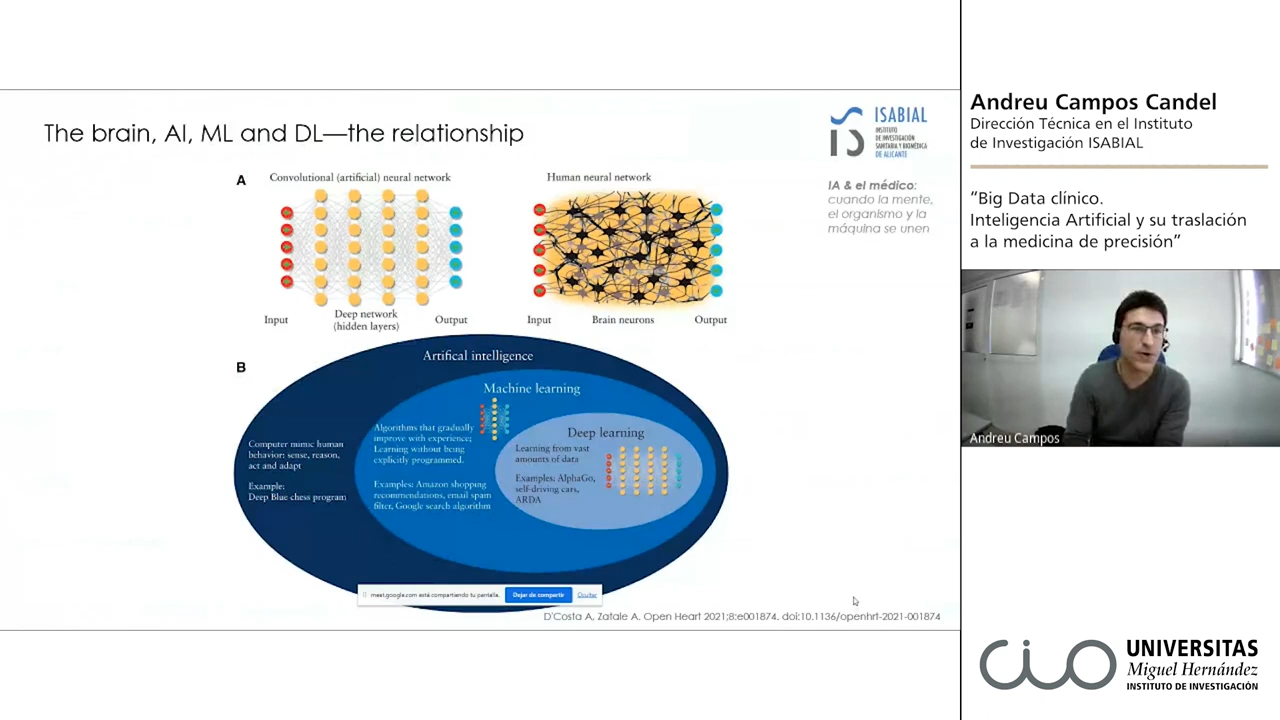 The brain, AI, ML and DL—the relationship
ISABIAL
INSTITUTO
DE INVESTIGACIÓN
SANITARIA Y BIOMÉDICA
DE ALICANTE
IA & el médico:
cuando la mente,
el organismo y la
máquina se unen
A
Convolutional (artificial) neural network
Human neural network
Input
Deep network
(hidden layers)
Output
Input
Brain neurons
Output
B
Artifical intelligence
Machine learning
Deep learning
Computer mimic human
behavior: sense, reason,
act and adapt
Example:
Deep Blue chess program
Algorithms that gradually
improve with experience;
Learning without being
explicitly programmed.
Examples: Amazon shopping
recommendations, email spam
filter, Google search algorithm
Learning from vast
amounts of data
Examples: AlphaGo,
self-driving cars,
ARDA
meet.google.com está compartiendo tu pantalla.
Dejar de compartir
Ocultar
D'Costa A, Zatale A. Open Heart 2021;8:e001874. doi:10.1136/openhrt-2021-001874
Andreu Campos Candel
Dirección Técnica en el Instituto
de Investigación ISABIAL
“Big Data clínico.
Inteligencia Artificial y su traslación
a la medicina de precisión”
Andreu Campos
CIO
UNIVERSITAS
Miguel Hernández
INSTITUTO DE INVESTIGACIÓN